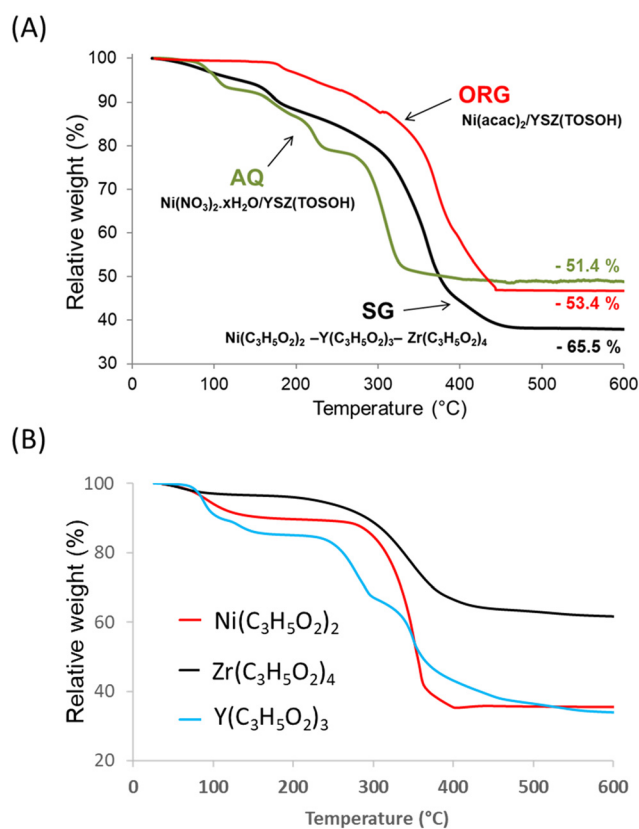 (A)
100
90
80
70
60
50
40
30
Relative weight (%)
ORG
Ni(acac)₂/YSZ(TOSOH)
AQ
Ni(NO₃)₂.xH₂O/YSZ(TOSOH)
- 51.4 %
- 53.4 %
SG
Ni(C₃H₅O₂)₂ –Y(C₃H₅O₂)₃– Zr(C₃H₅O₂)₄
- 65.5 %
0 100 200 300 400 500 600
Temperature (°C)
(B)
100
80
60
40
20
Relative weight (%)
Ni(C₃H₅O₂)₂
Zr(C₃H₅O₂)₄
Y(C₃H₅O₂)₃
0 100 200 300 400 500 600
Temperature (°C)